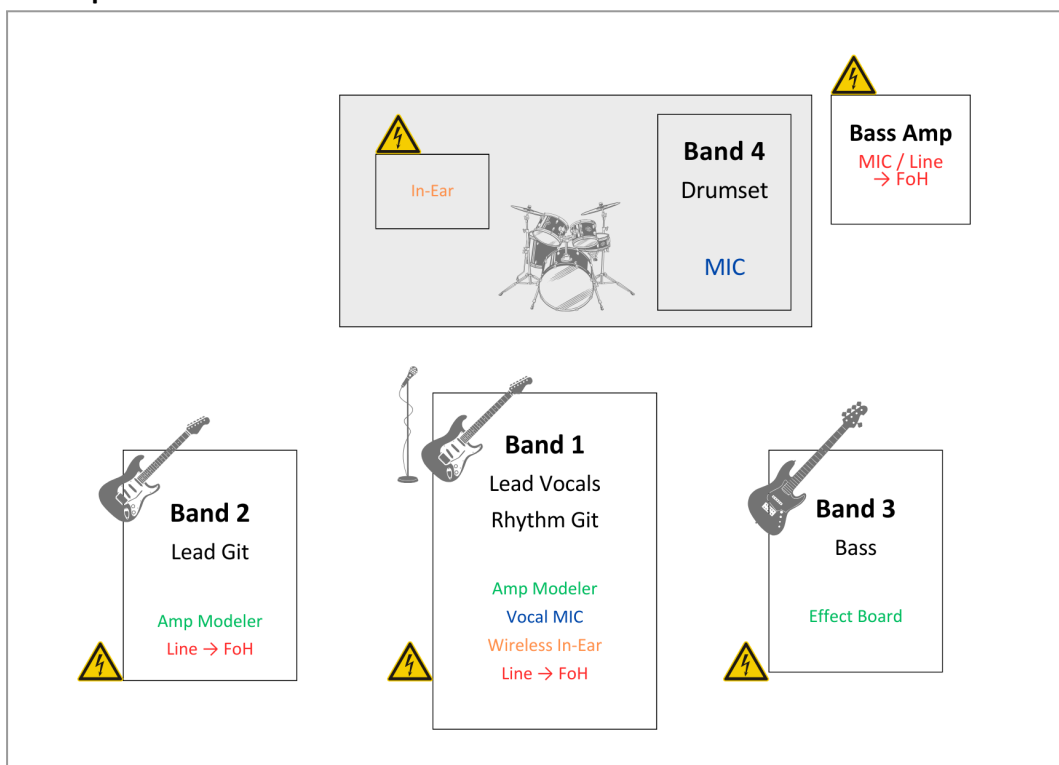 Bass Amp
MIC / Line
→ FoH
Band 4
Drumset
MIC
In-Ear
Band 1
Lead Vocals
Rhythm Git
Amp Modeler
Vocal MIC
Wireless In-Ear
Line → FoH
Band 2
Lead Git
Amp Modeler
Line → FoH
Band 3
Bass
Effect Board